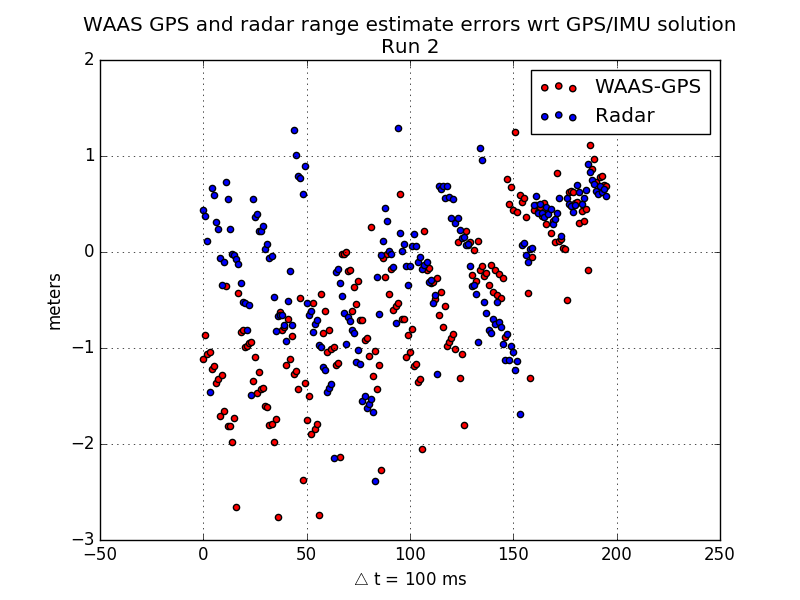 WAAS GPS and radar range estimate errors wrt GPS/IMU solution
Run 2
WAAS-GPS
Radar
2
1
0
−1
−2
−3
meters
−50
0
50
100
150
200
250
△ t = 100 ms